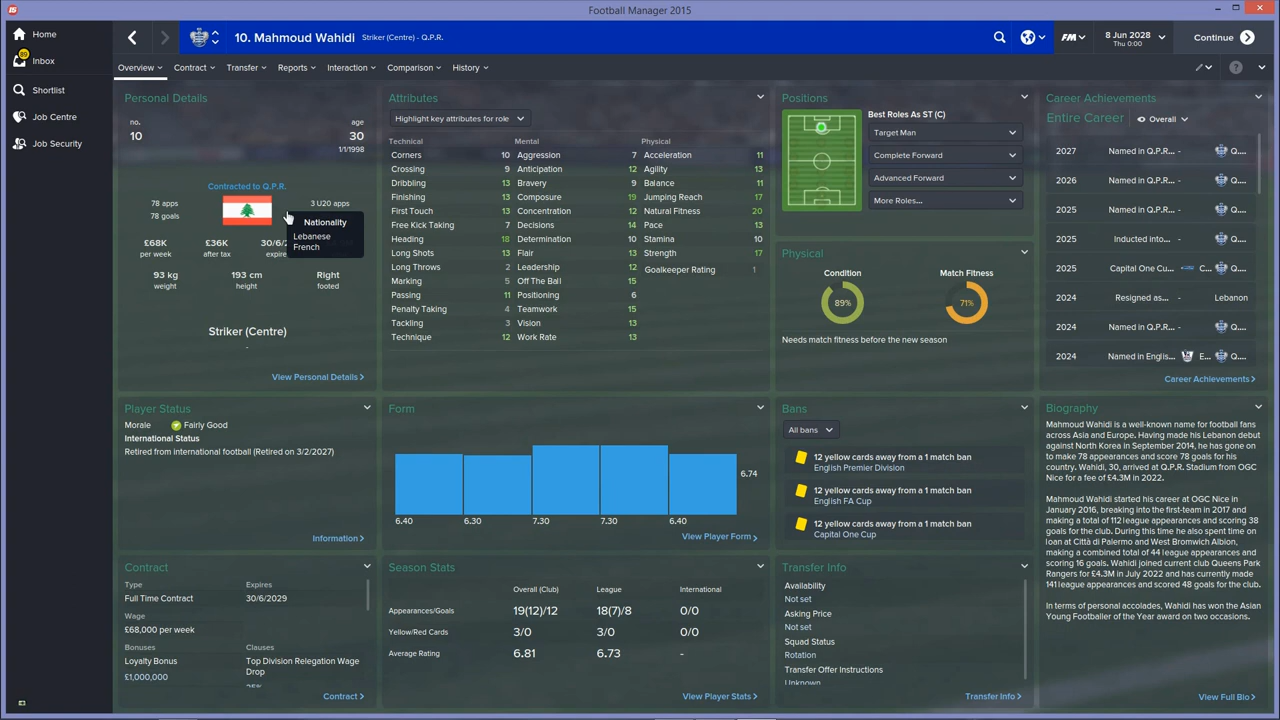 Football Manager 2015
Home
89
Inbox
Shortlist
Job Centre
Job Security
10. Mahmoud Wahidi Striker (Centre) - Q.P.R.
FM
8 Jun 2028
Thu 0:00
Continue
Overview Contract Transfer Reports Interaction Comparison History
Personal Details
no.
10
age
30
1/1/1998
Contracted to Q.P.R.
78 apps
78 goals
3 U20 apps
Nationality
Lebanese
French
£68K
per week
£36K
after tax
30/6/2
expire
93 kg
weight
193 cm
height
Right
footed
Striker (Centre)
-
View Personal Details >
Attributes
Highlight key attributes for role
Technical Mental Physical
Corners 10 Aggression 7 Acceleration 11
Crossing 9 Anticipation 12 Agility 13
Dribbling 13 Bravery 9 Balance 11
Finishing 13 Composure 19 Jumping Reach 17
First Touch 13 Concentration 12 Natural Fitness 20
Free Kick Taking 7 Decisions 14 Pace 13
Heading 18 Determination 10 Stamina 10
Long Shots 13 Flair 13 Strength 17
Long Throws 2 Leadership 12 Goalkeeper Rating 1
Marking 5 Off The Ball 15
Passing 11 Positioning 6
Penalty Taking 4 Teamwork 15
Tackling 3 Vision 13
Technique 12 Work Rate 13
Positions
Best Roles As ST (C)
Target Man
Complete Forward
Advanced Forward
More Roles...
Physical
Condition Match Fitness
89% 71%
Needs match fitness before the new season
Career Achievements
Entire Career Overall
2027 Named in Q.P.R... - Q....
2026 Named in Q.P.R... - Q....
2025 Named in Q.P.R... - Q....
2025 Inducted into... Q....
2025 Capital One Cu... C... Q....
2024 Resigned as... - Lebanon
2024 Named in Q.P.R... - Q....
2024 Named in Englis... E... Q....
Career Achievements >
Player Status
Morale Fairly Good
International Status
Retired from international football (Retired on 3/2/2027)
Information >
Form
6.74
6.40 6.30 7.30 7.30 6.40
View Player Form >
Bans
All bans
12 yellow cards away from a 1 match ban
English Premier Division
12 yellow cards away from a 1 match ban
English FA Cup
12 yellow cards away from a 1 match ban
Capital One Cup
Biography
Mahmoud Wahidi is a well-known name for football fans
across Asia and Europe. Having made his Lebanon debut
against North Korea in September 2014, he has gone on
to make 78 appearances and score 78 goals for his
country. Wahidi, 30, arrived at Q.P.R. Stadium from OGC
Nice for a fee of £4.3M in 2022.
Mahmoud Wahidi started his career at OGC Nice in
January 2016, breaking into the first-team in 2017 and
making a total of 112 league appearances and scoring 38
goals for the club. During this time he also spent time on
loan at Città di Palermo and West Bromwich Albion,
making a combined total of 44 league appearances and
scoring 16 goals. Wahidi joined current club Queens Park
Rangers for £4.3M in July 2022 and has currently made
141 league appearances and scored 48 goals for the club.
In terms of personal accolades, Wahidi has won the Asian
Young Footballer of the Year award on two occasions.
View Full Bio >
Contract
Type Expires
Full Time Contract 30/6/2029
Wage
£68,000 per week
Bonuses Clauses
Loyalty Bonus Top Division Relegation Wage
Drop
£1,000,000
Contract >
Season Stats
Overall (Club) League International
Appearances/Goals 19(12)/12 18(7)/8 0/0
Yellow/Red Cards 3/0 3/0 0/0
Average Rating 6.81 6.73 -
View Player Stats >
Transfer Info
Availability
Not set
Asking Price
Not set
Squad Status
Rotation
Transfer Offer Instructions
Unknown
Transfer Info >